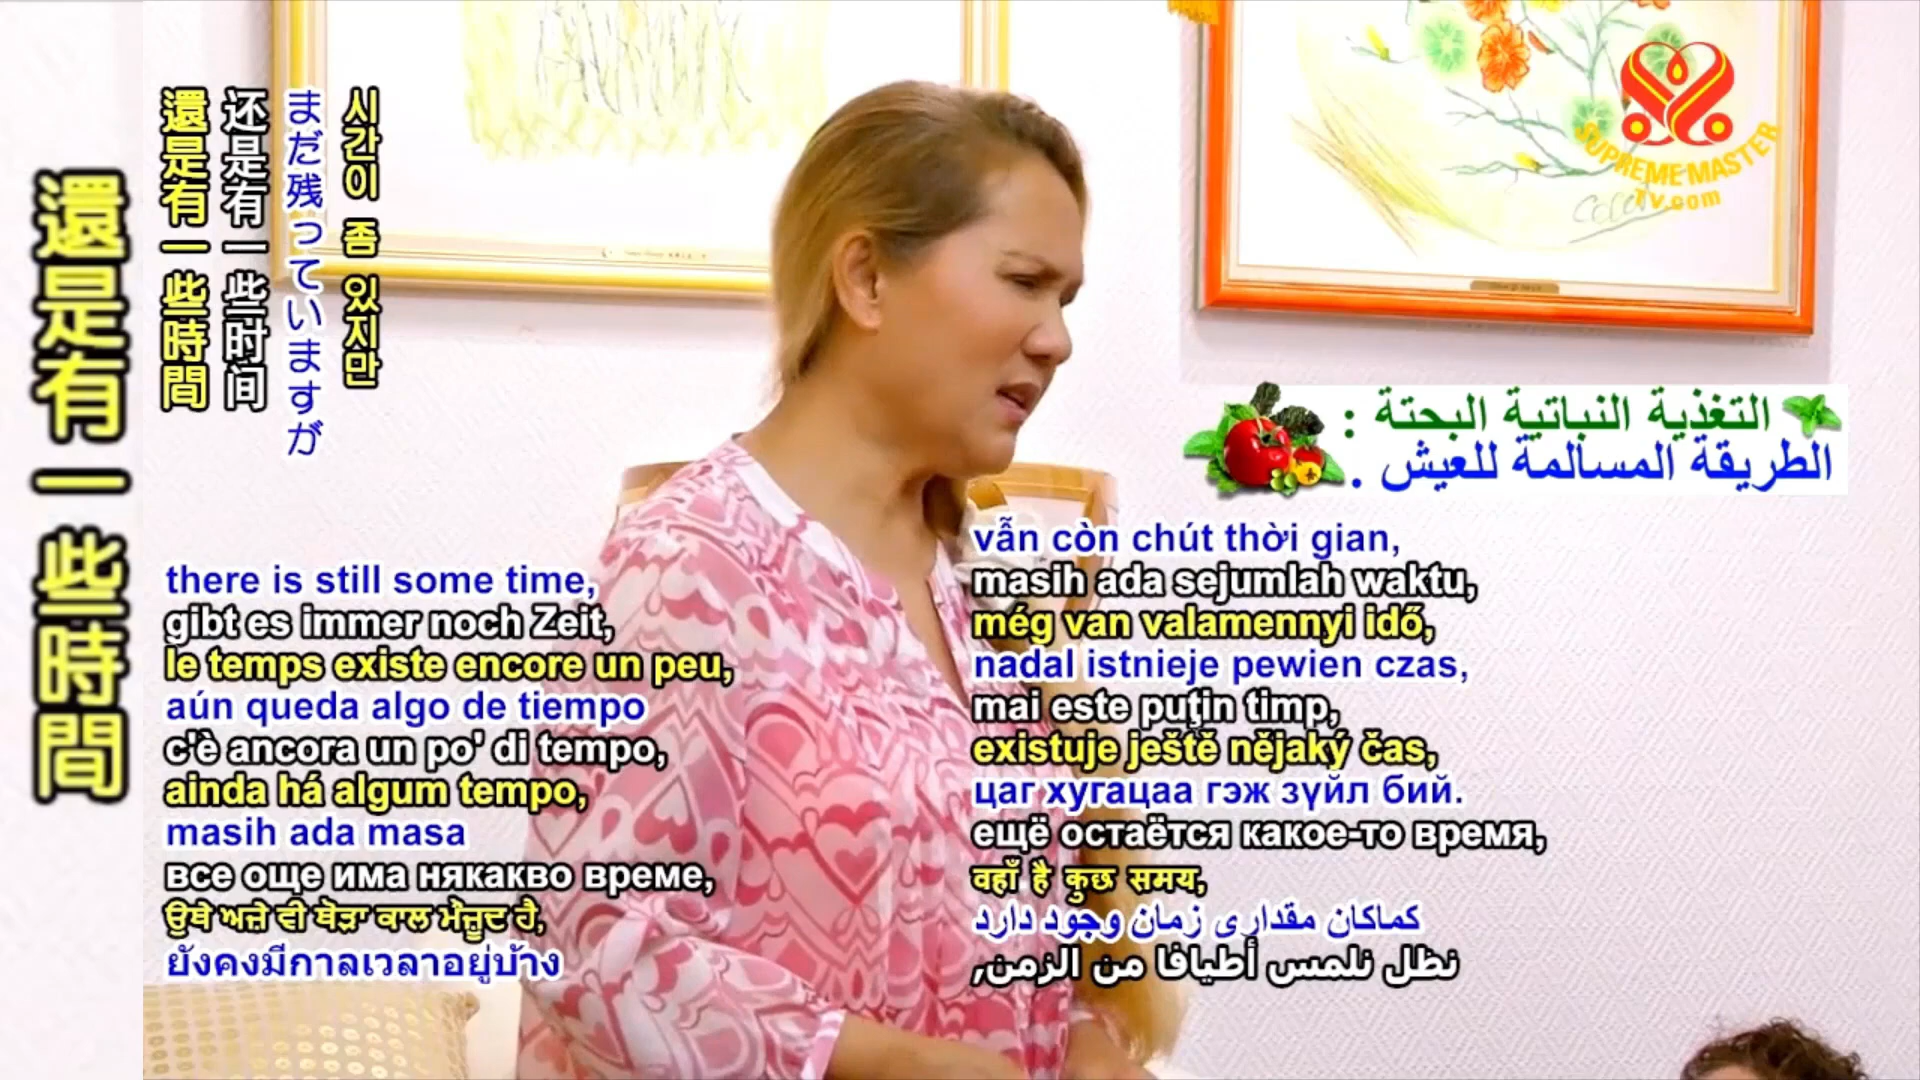 還是有一些時間
還是有一些時間
还是有一些时间
まだ残っていますが
시간이 좀 있지만
SUPREME MASTER
TV.com
التغذية النباتية البحتة :
الطريقة المسالمة للعيش .
there is still some time,
gibt es immer noch Zeit,
le temps existe encore un peu,
aún queda algo de tiempo
c'è ancora un po' di tempo,
ainda há algum tempo,
masih ada masa
все още има някакво време,
ਉਥੇ ਅਜੇ ਵੀ ਥੋੜਾ ਕਾਲ ਮੌਜੂਦ ਹੈ,
ยังคงมีกาลเวลาอยู่บ้าง
vẫn còn chút thời gian,
masih ada sejumlah waktu,
még van valamennyi idő,
nadal istnieje pewien czas,
mai este puţin timp,
existuje ještě nějaký čas,
цаг хугацаа гэж зүйл бий.
ещё остаётся какое-то время,
वहाँ है कुछ समय,
کماکان مقداری زمان وجود دارد
نظل نلمس أطيافا من الزمن,